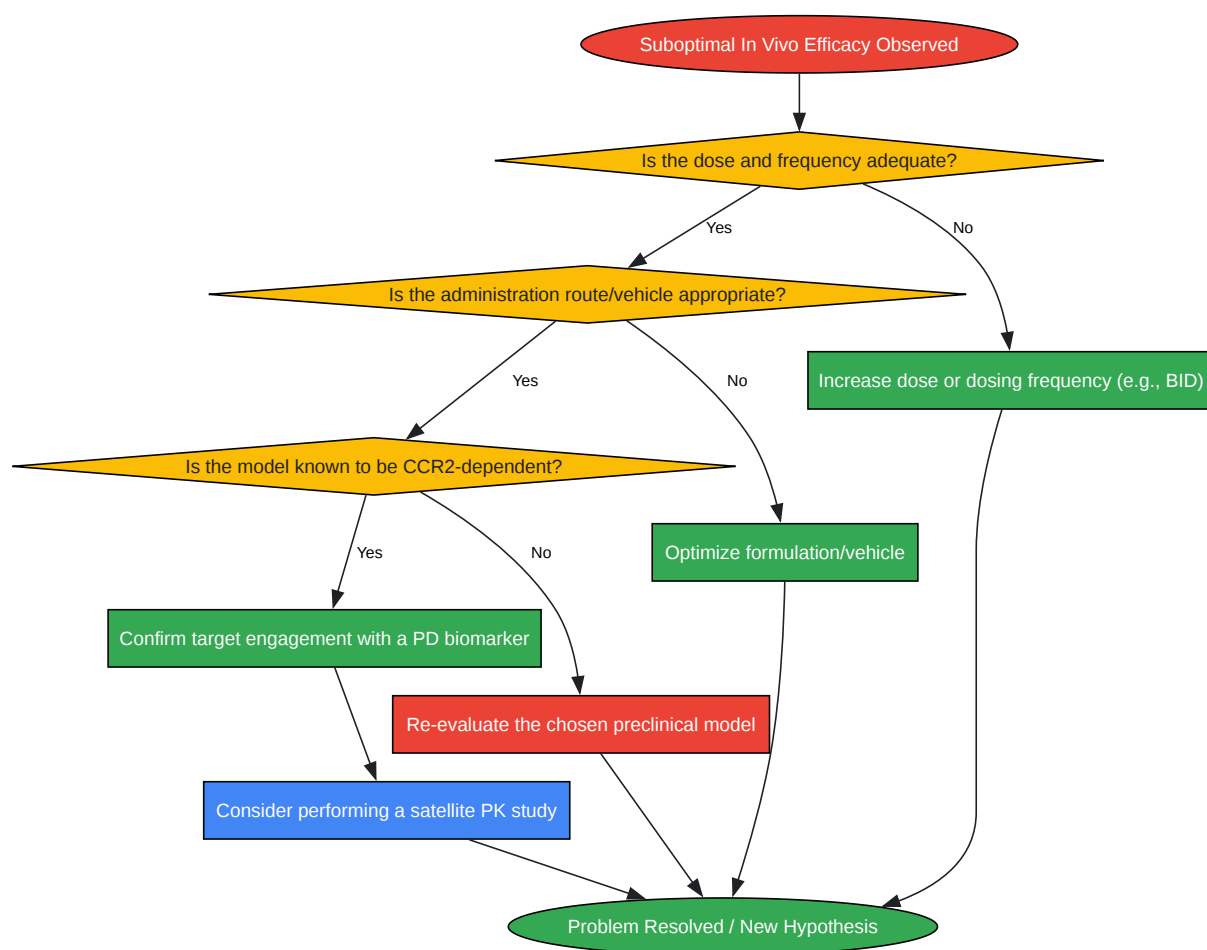 Suboptimal In Vivo Efficacy Observed
Is the dose and frequency adequate?
Yes
No
Is the administration route/vehicle appropriate?
Yes
No
Increase dose or dosing frequency (e.g., BID)
Is the model known to be CCR2-dependent?
Yes
No
Optimize formulation/vehicle
Confirm target engagement with a PD biomarker
Re-evaluate the chosen preclinical model
Consider performing a satellite PK study
Problem Resolved / New Hypothesis